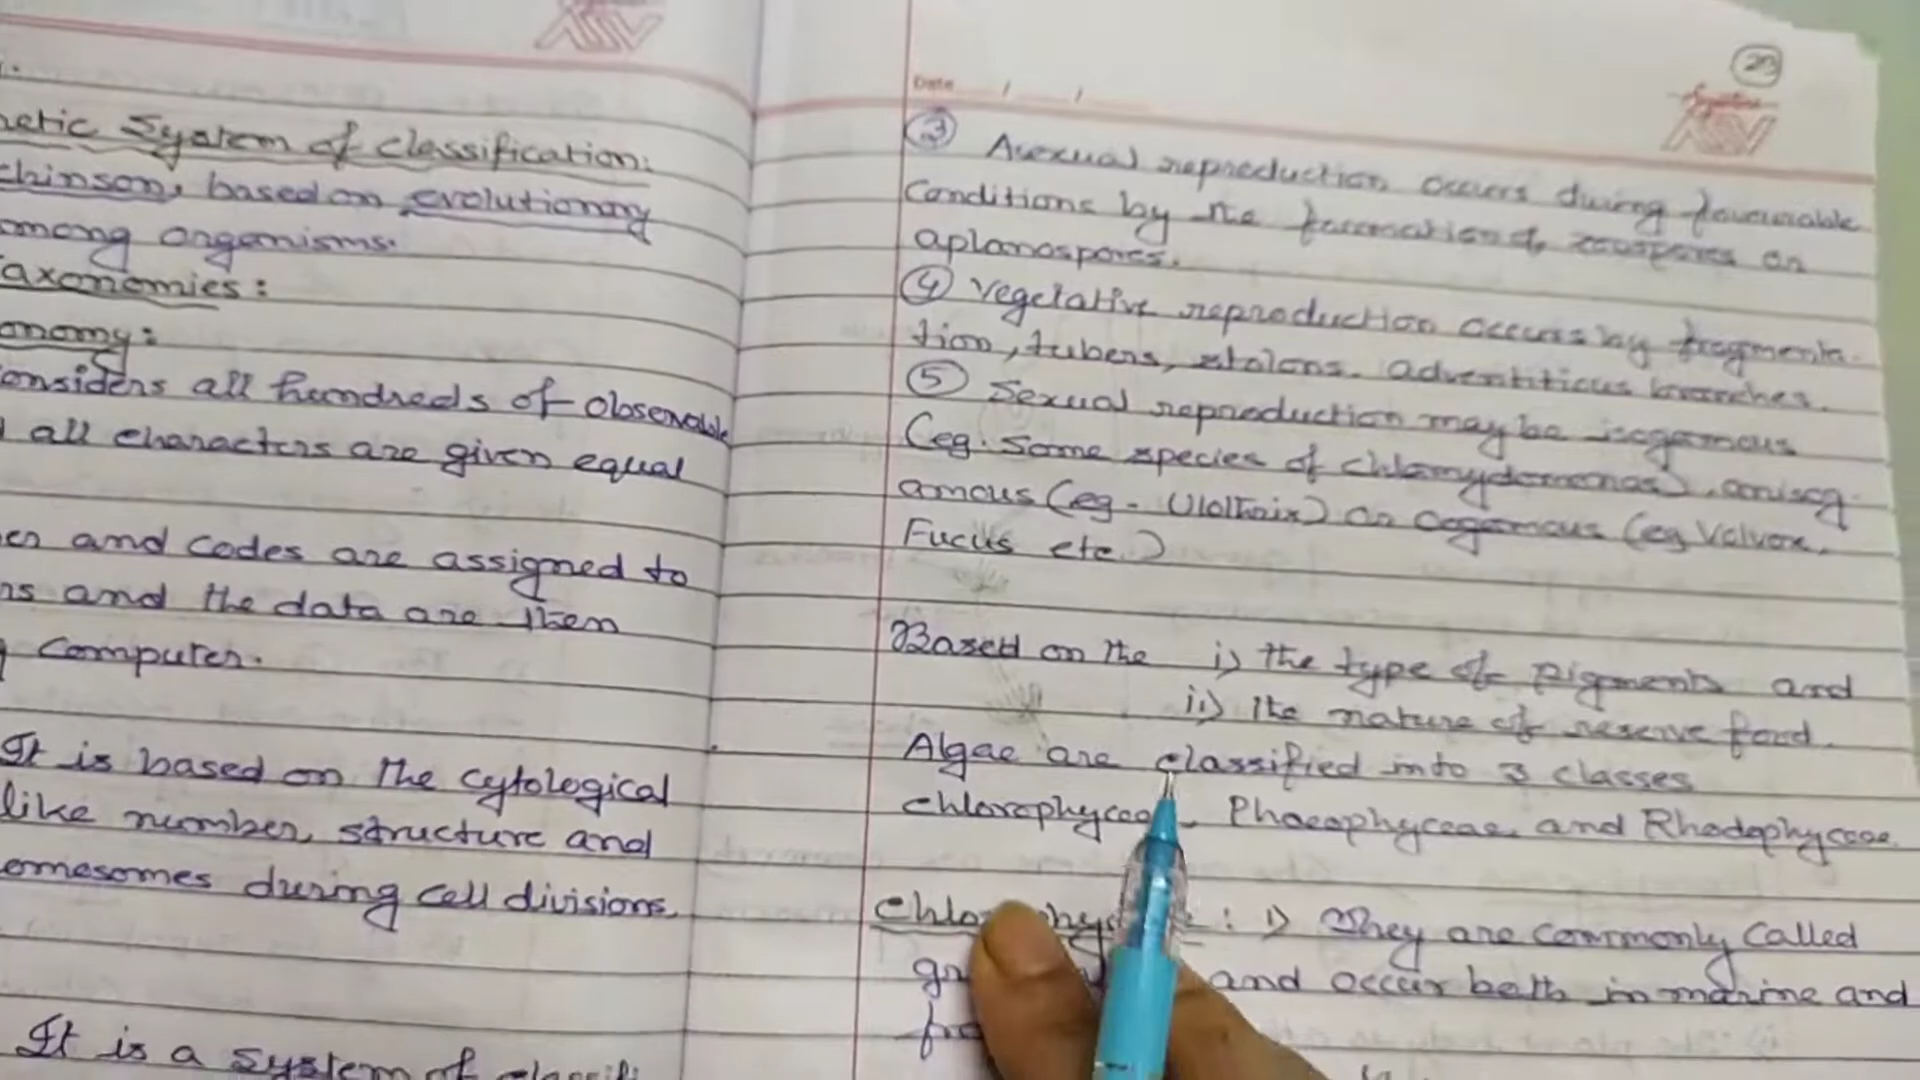 netic System of classification:
chinson, based on evolutionary
among organisms.
axonomies:
onomy:
onsiders all hundreds of observable
all characters are given equal
er and codes are assigned to
rs and the data are then
g computer.
It is based on the cytological
like number, structure and
omosomes during cell divisions.
It is a system of classifi
23
Date / /
③ Asexual reproduction occurs during favourable
conditions by the formation of zoospores or
aplanospores.
④ Vegetative reproduction occurs by fragmenta-
tion, tubers, stolons. adventitious branches.
⑤ Sexual reproduction may be isogamous
(eg. Some species of chlamydomonas), anisog-
amous (eg - Ulothrix) or oogamous (eg Volvox,
Fucus etc.)
Based on the i) the type of Pigments and
ii) the nature of reserve food.
Algae are classified into 3 classes
chlorophyceae, Phaeophyceae and Rhodophyceae.
: 1) They are commonly called
and occur both in marine and